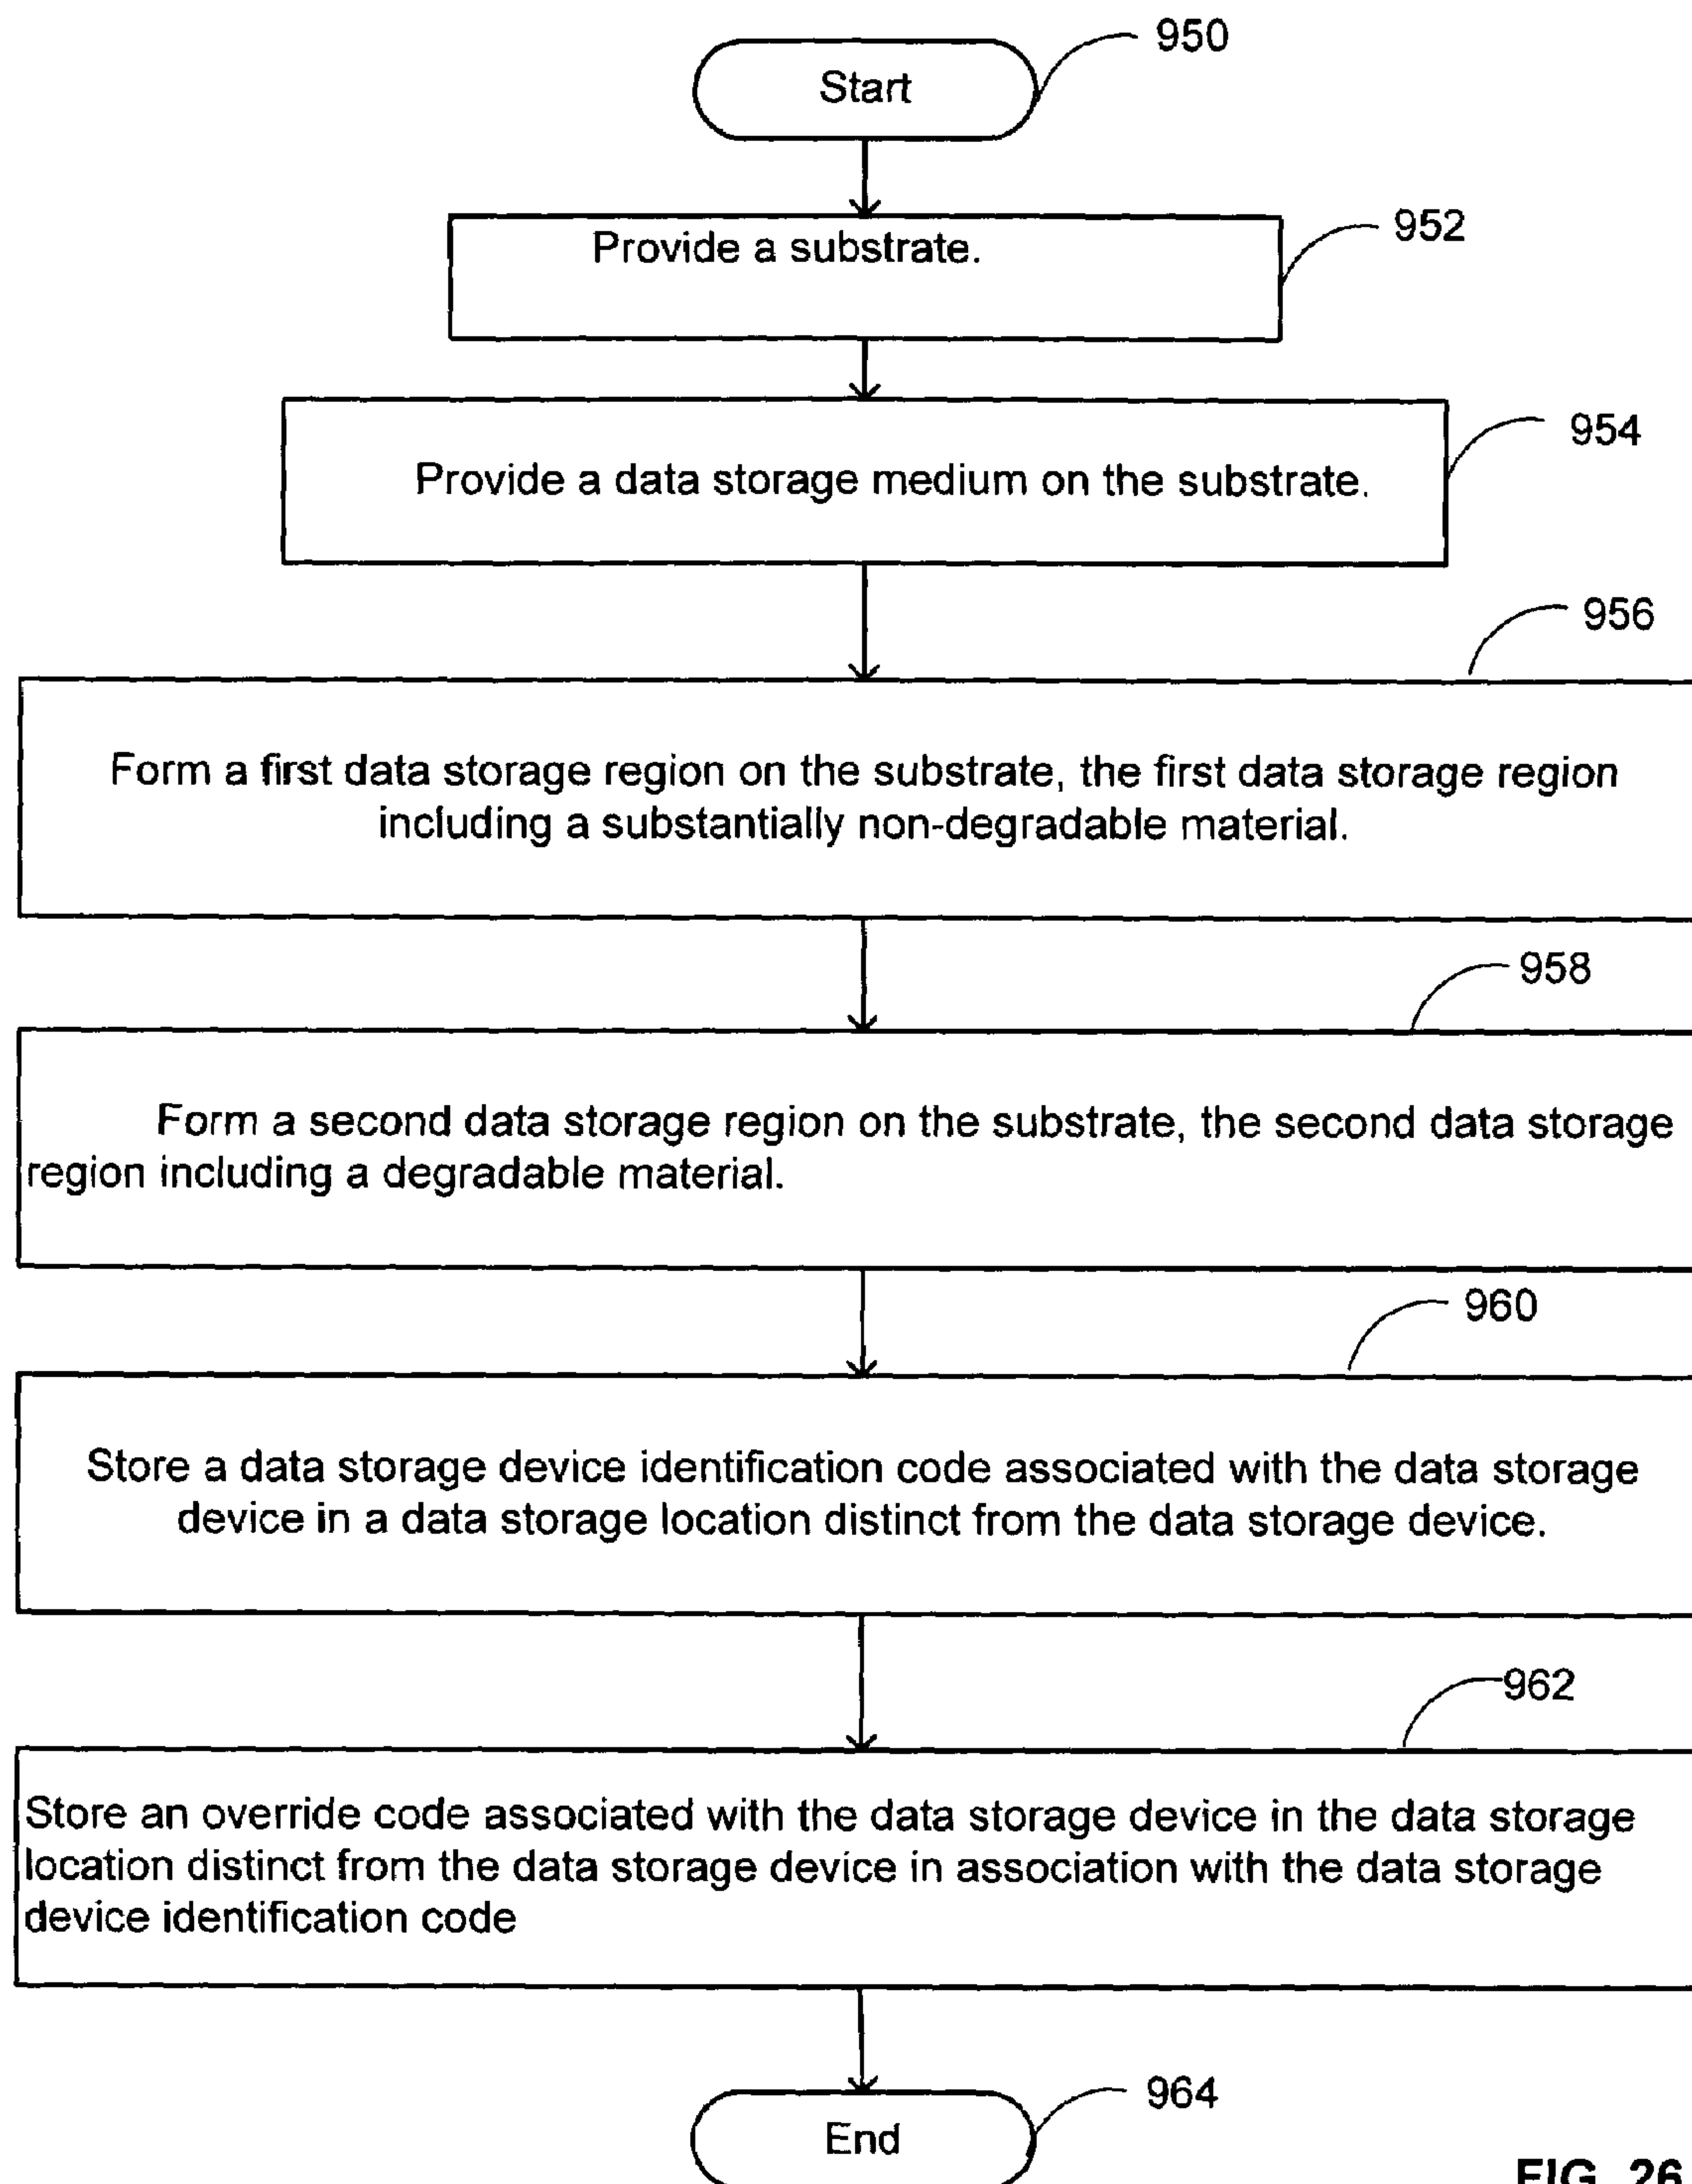 950
Start
952
Provide a substrate.
954
Provide a data storage medium on the substrate.
956
Form a first data storage region on the substrate, the first data storage region
including a substantially non-degradable material.
958
Form a second data storage region on the substrate, the second data storage
region including a degradable material.
960
Store a data storage device identification code associated with the data storage
device in a data storage location distinct from the data storage device.
962
Store an override code associated with the data storage device in the data storage
location distinct from the data storage device in association with the data storage
device identification code
964
End
FIG. 26